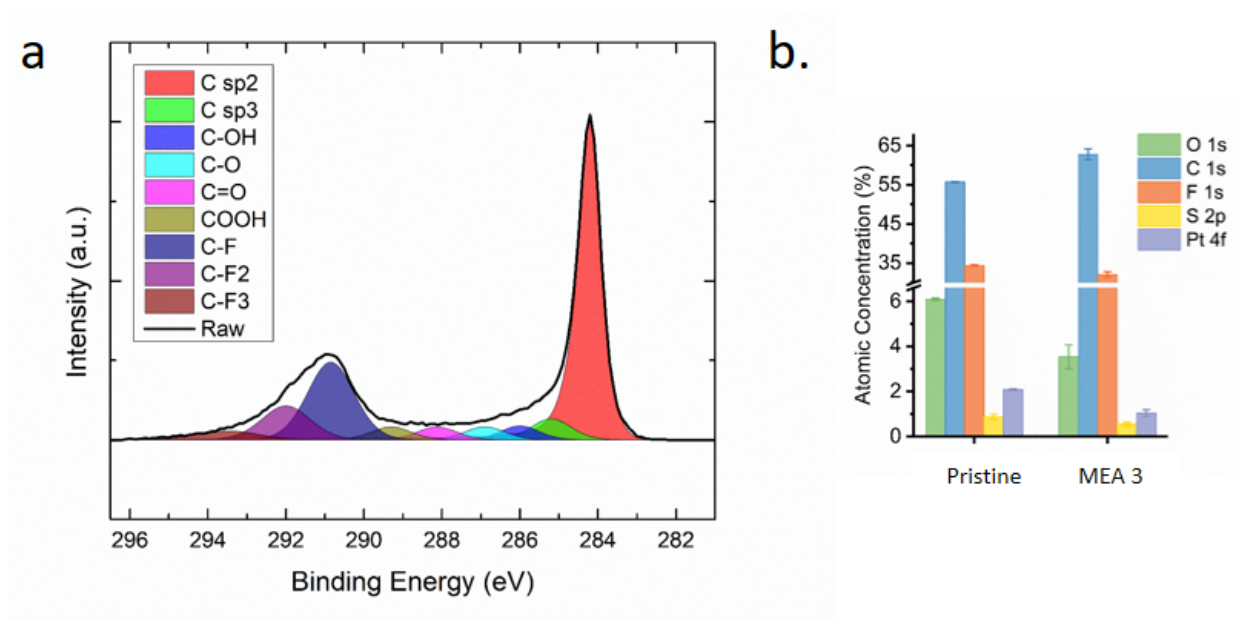 a
C sp2
C sp3
C-OH
C-O
C=O
COOH
C-F
C-F2
C-F3
Raw
Intensity (a.u.)
296 294 292 290 288 286 284 282
Binding Energy (eV)
b.
O 1s
C 1s
F 1s
S 2p
Pt 4f
Atomic Concentration (%)
65
55
45
35
6
4
2
0
Pristine MEA 3